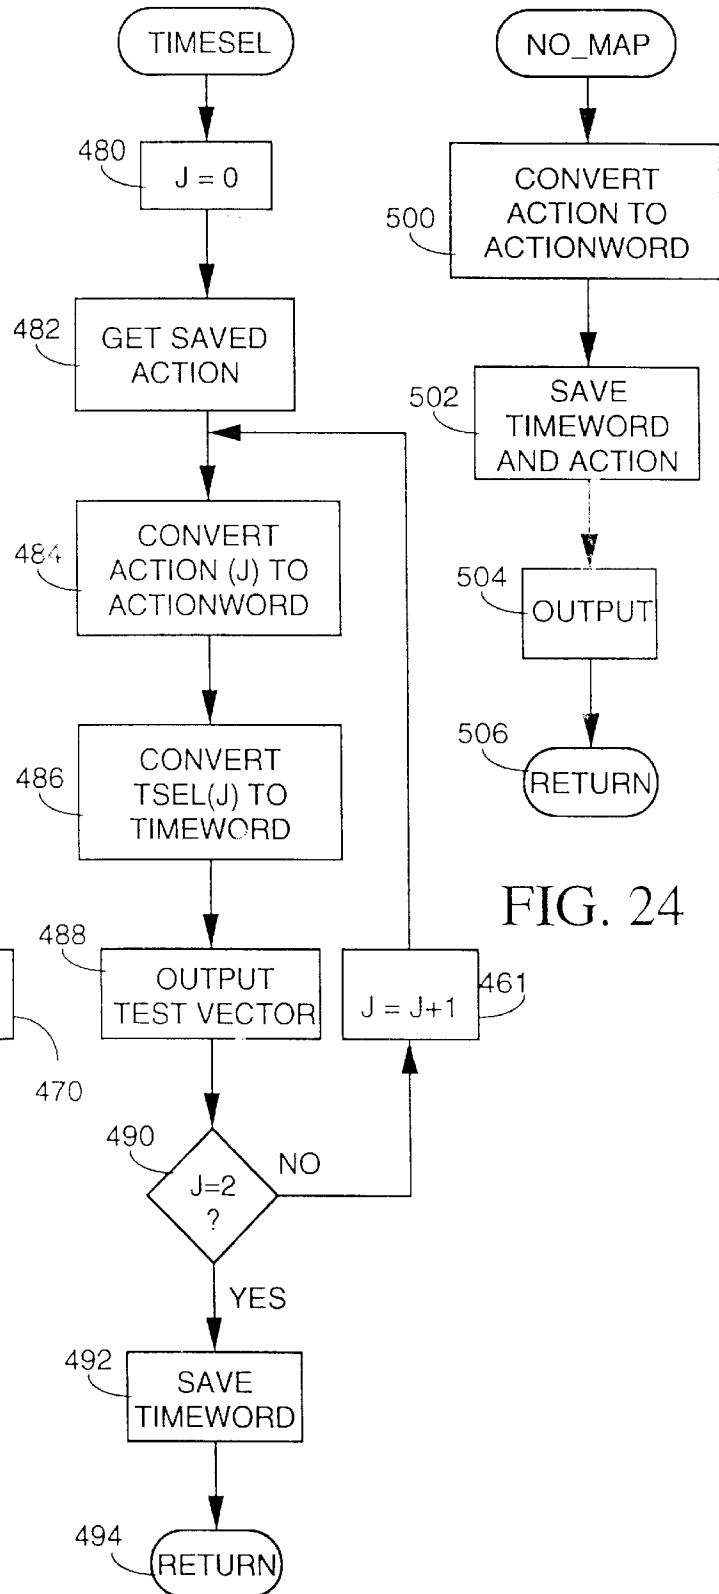 TIMESEL
480
J = 0
482
GET SAVED
ACTION
484
CONVERT
ACTION (J) TO
ACTIONWORD
486
CONVERT
TSEL(J) TO
TIMEWORD
488
OUTPUT
TEST VECTOR
461
J = J+1
470
490
J=2
?
NO
YES
492
SAVE
TIMEWORD
494
RETURN
NO_MAP
500
CONVERT
ACTION TO
ACTIONWORD
502
SAVE
TIMEWORD
AND ACTION
504
OUTPUT
506
RETURN
FIG. 24